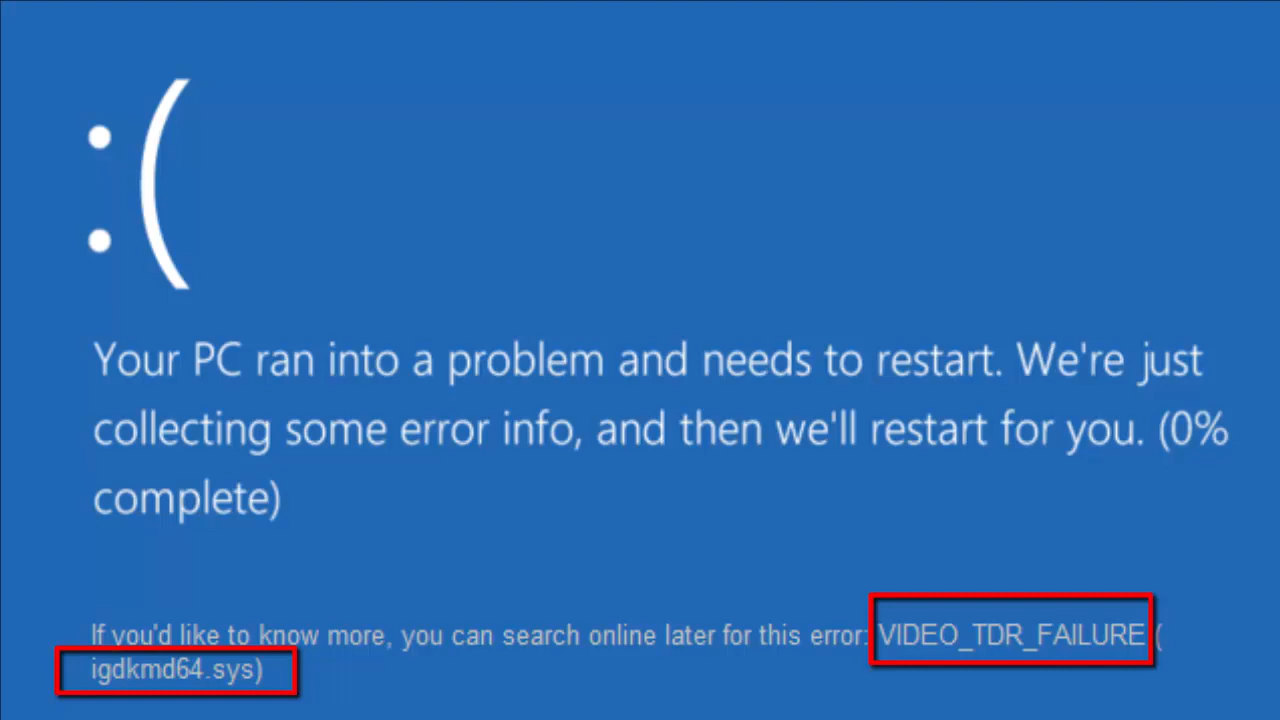 :(
Your PC ran into a problem and needs to restart. We're just
collecting some error info, and then we'll restart for you. (0%
complete)
If you'd like to know more, you can search online later for this error: VIDEO_TDR_FAILURE (
igdkmd64.sys)